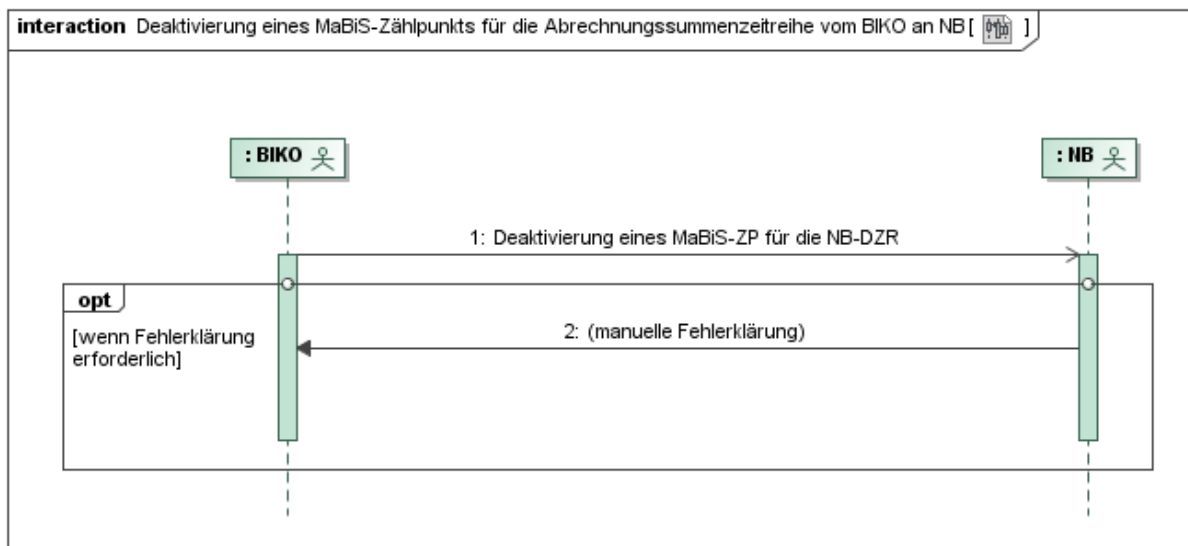 interaction Deaktivierung eines MaBiS-Zählpunkts für die Abrechnungssummenzeitreihe vom BIKO an NB[ ]
: BIKO
: NB
1: Deaktivierung eines MaBiS-ZP für die NB-DZR
opt
[wenn Fehlerklärung
erforderlich]
2: (manuelle Fehlerklärung)